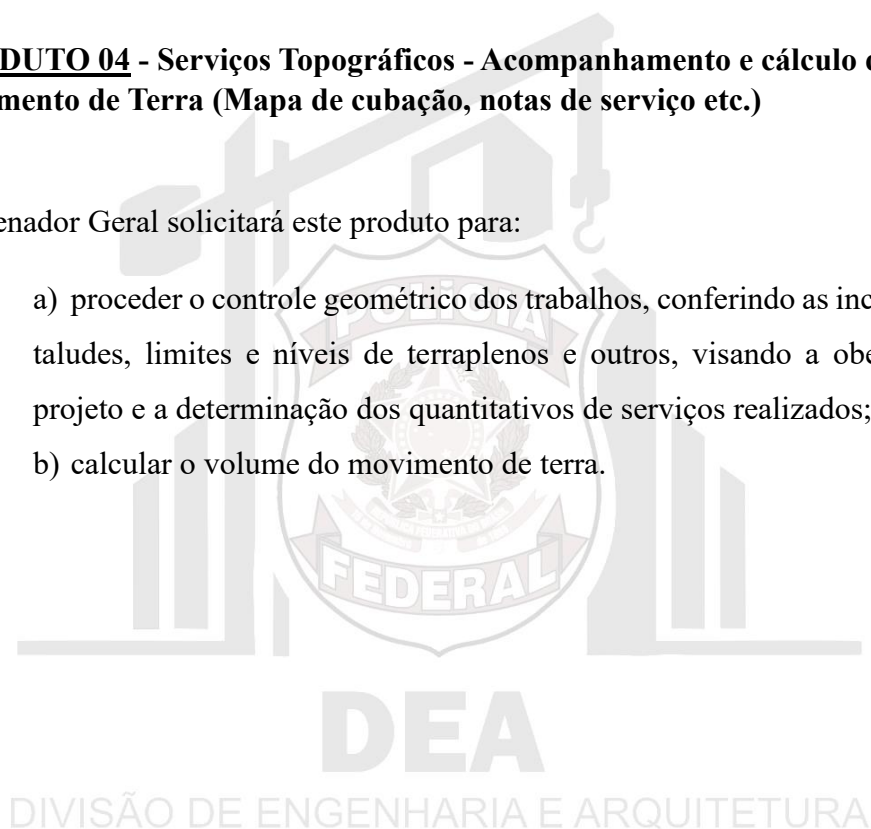 DUTO 04 - Serviços Topográficos - Acompanhamento e cálculo
mento de Terra (Mapa de cubação, notas de serviço etc.)
enador Geral solicitará este produto para:
a) proceder o controle geométrico dos trabalhos, conferindo as inc
taludes, limites e níveis de terraplenos e outros, visando a obe
projeto e a determinação dos quantitativos de serviços realizados;
b) calcular o volume do movimento de terra.
POLÍCIA
FEDERAL
DEA
DIVISÃO DE ENGENHARIA E ARQUITETURA